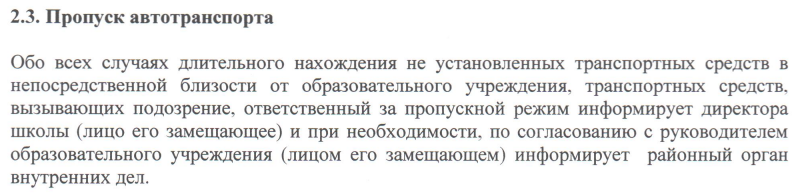 2.3. Пропуск автотранспорта
Обо всех случаях длительного нахождения не установленных транспортных средств в
непосредственной близости от образовательного учреждения, транспортных средств,
вызывающих подозрение, ответственный за пропускной режим информирует директора
школы (лицо его замещающее) и при необходимости, по согласованию с руководителем
образовательного учреждения (лицом его замещающем) информирует районный орган
внутренних дел.